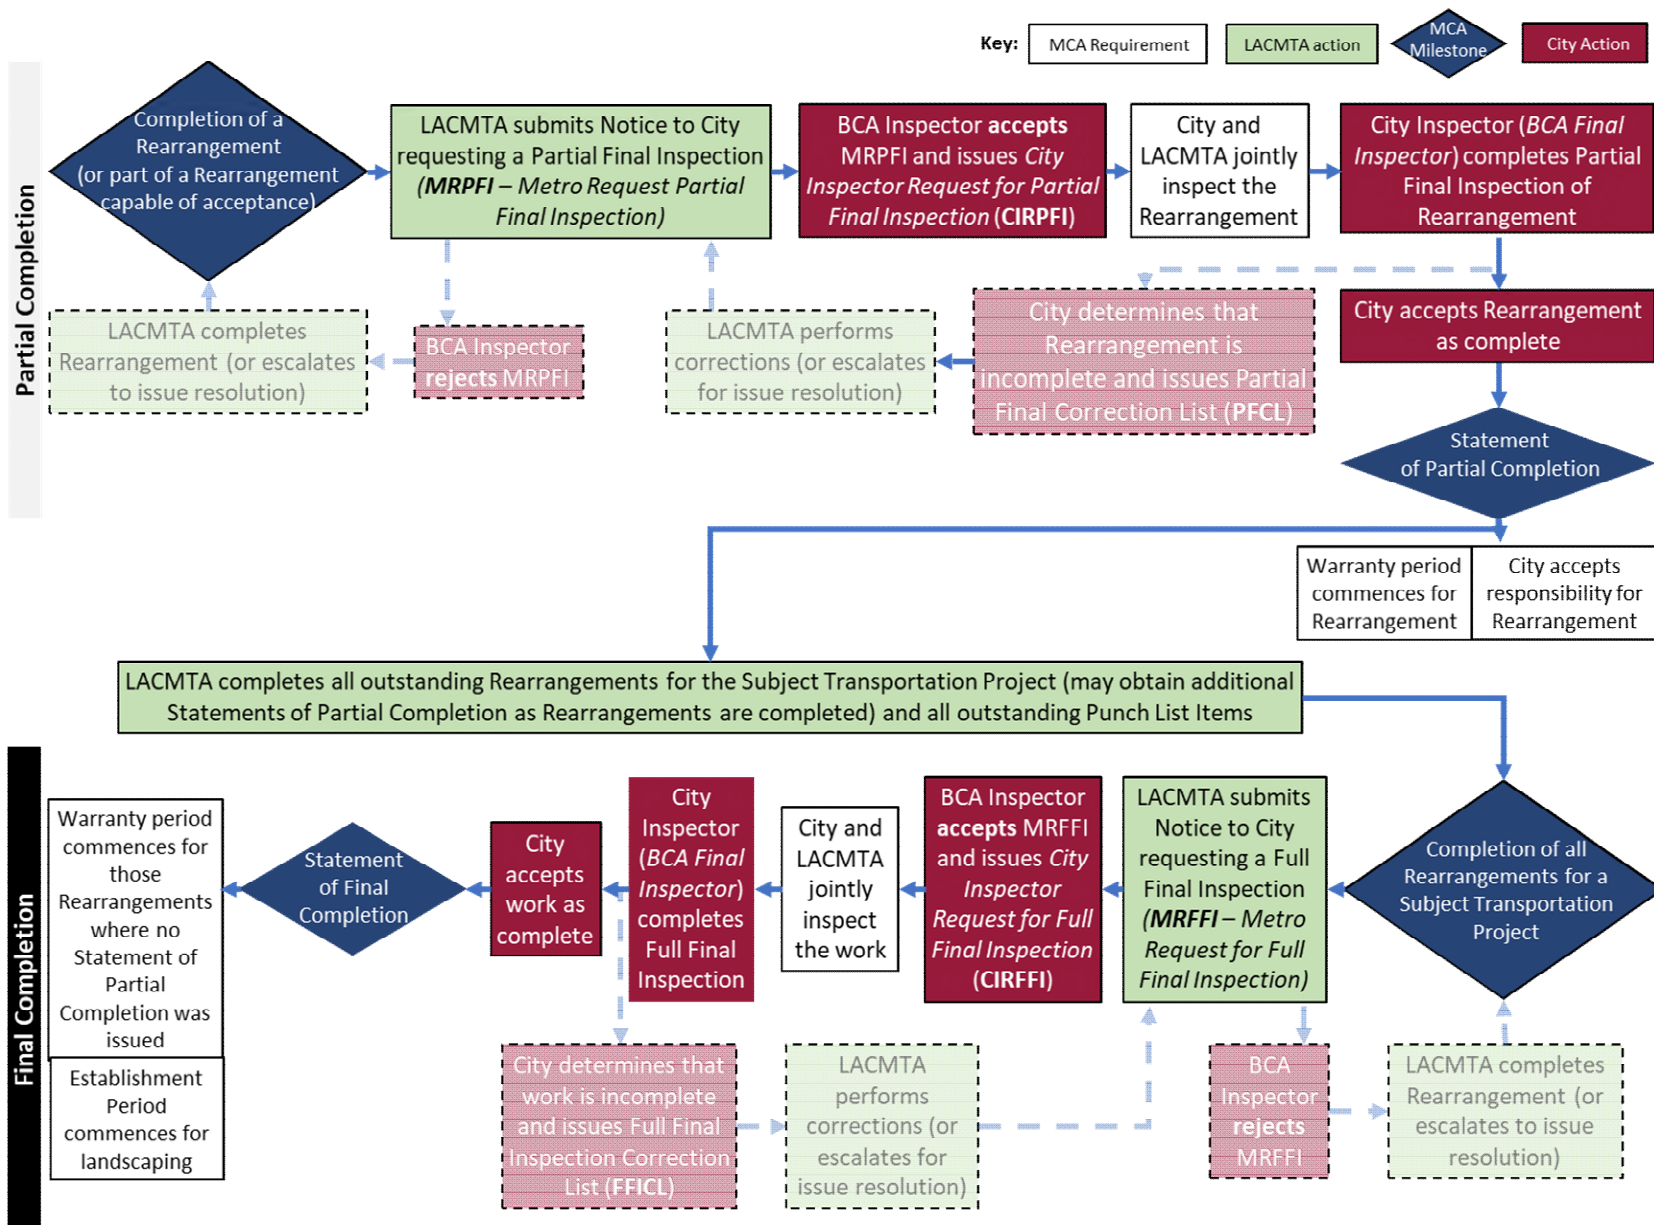 Key:
MCA Requirement
LACMTA action
MCA
Milestone
City Action
Partial Completion
Completion of a
Rearrangement
(or part of a Rearrangement
capable of acceptance)
LACMTA submits Notice to City
requesting a Partial Final Inspection
(MRPFI – Metro Request Partial
Final Inspection)
BCA Inspector accepts
MRPFI and issues City
Inspector Request for Partial
Final Inspection (CIRPFI)
City and
LACMTA jointly
inspect the
Rearrangement
City Inspector (BCA Final
Inspector) completes Partial
Final Inspection of
Rearrangement
LACMTA completes
Rearrangement (or escalates
to issue resolution)
BCA Inspector
rejects MRPFI
LACMTA performs
corrections (or escalates
for issue resolution)
City determines that
Rearrangement is
incomplete and issues Partial
Final Correction List (PFCL)
City accepts Rearrangement
as complete
Statement
of Partial Completion
Warranty period
commences for
Rearrangement
City accepts
responsibility for
Rearrangement
LACMTA completes all outstanding Rearrangements for the Subject Transportation Project (may obtain additional
Statements of Partial Completion as Rearrangements are completed) and all outstanding Punch List Items
Final Completion
Completion of all
Rearrangements for a
Subject Transportation
Project
LACMTA submits
Notice to City
requesting a Full
Final Inspection
(MRFFI – Metro
Request for Full
Final Inspection)
BCA Inspector
accepts MRFFI
and issues City
Inspector
Request for Full
Final Inspection
(CIRFFI)
City and
LACMTA
jointly
inspect
the work
City
Inspector
(BCA Final
Inspector)
completes
Full Final
Inspection
City
accepts
work as
complete
Statement
of Final
Completion
Warranty period
commences for
those
Rearrangements
where no
Statement of
Partial
Completion was
issued
Establishment
Period
commences for
landscaping
City determines that
work is incomplete
and issues Full Final
Inspection Correction
List (FFICL)
LACMTA
performs
corrections (or
escalates for
issue resolution)
BCA
Inspector
rejects
MRFFI
LACMTA completes
Rearrangement (or
escalates to issue
resolution)